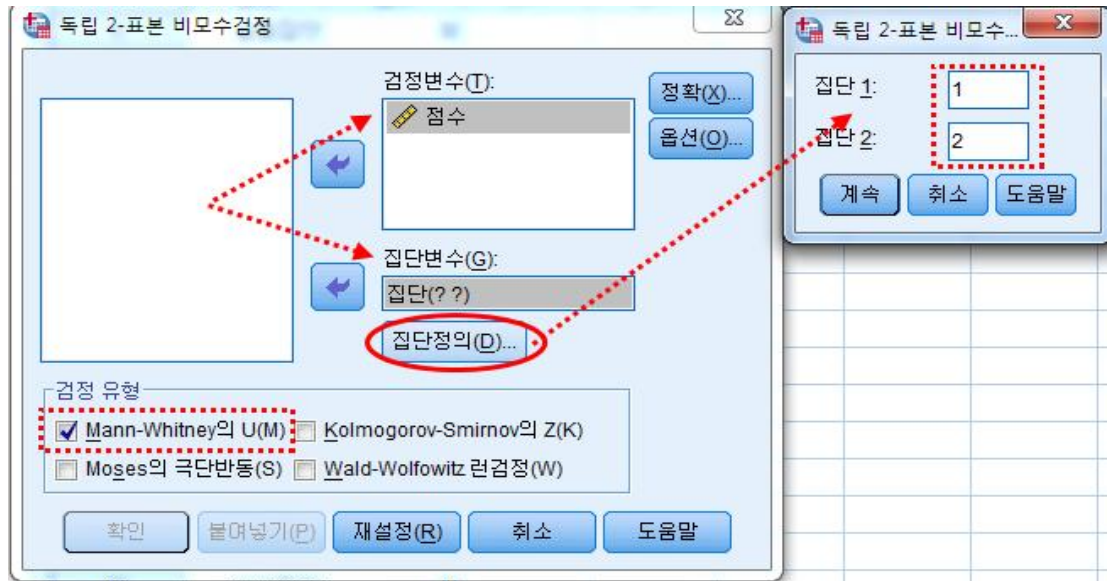 독립 2-표본 비모수검정
검정변수(T):
점수
정확(X)...
옵션(O)...
집단변수(G):
집단(? ?)
집단정의(D)...
검정 유형
Mann-Whitney의 U(M)
Kolmogorov-Smirnov의 Z(K)
Moses의 극단반동(S)
Wald-Wolfowitz 런검정(W)
확인
붙여넣기(P)
재설정(R)
취소
도움말
독립 2-표본 비모수...
집단 1:
1
집단 2:
2
계속
취소
도움말